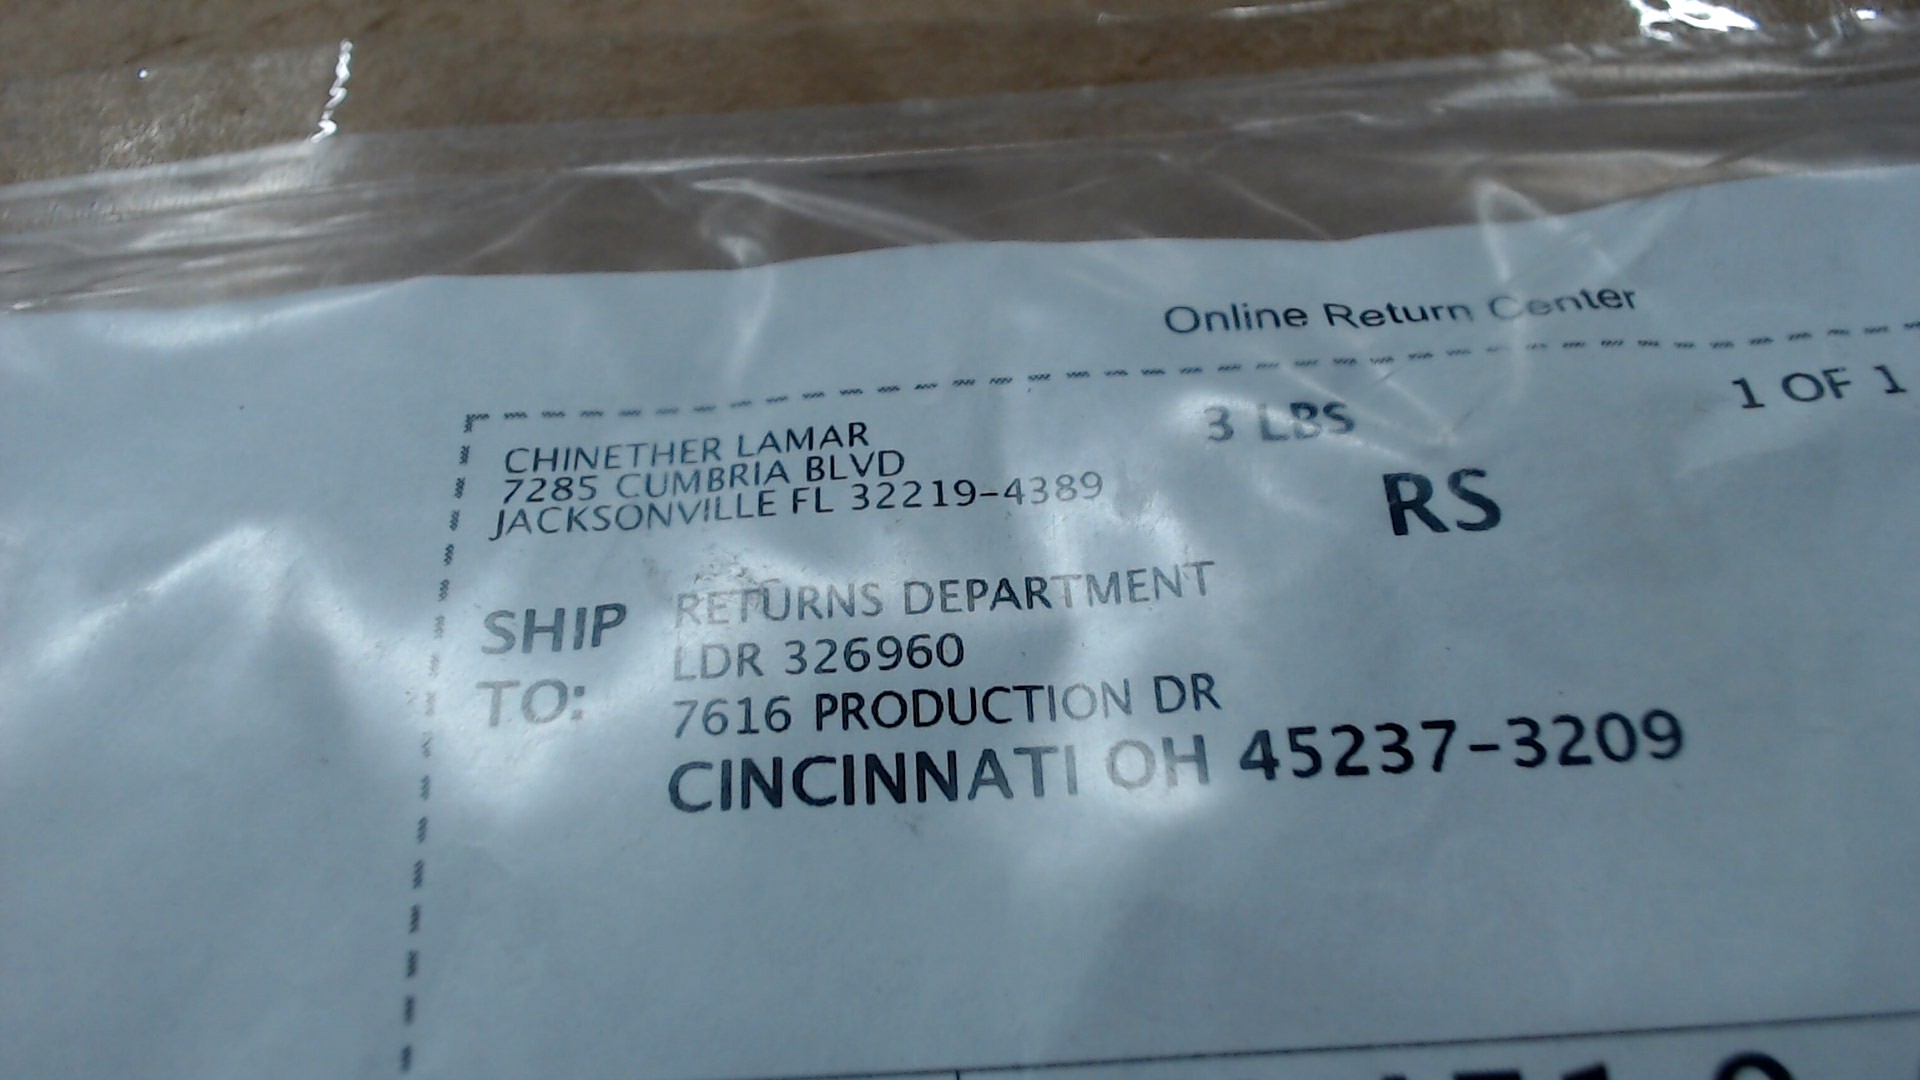 Online Return Center
1 OF 1
3 LBS
RS
CHINETHER LAMAR
7285 CUMBRIA BLVD
JACKSONVILLE FL 32219-4389
SHIP TO:
RETURNS DEPARTMENT
LDR 326960
7616 PRODUCTION DR
CINCINNATI OH 45237-3209